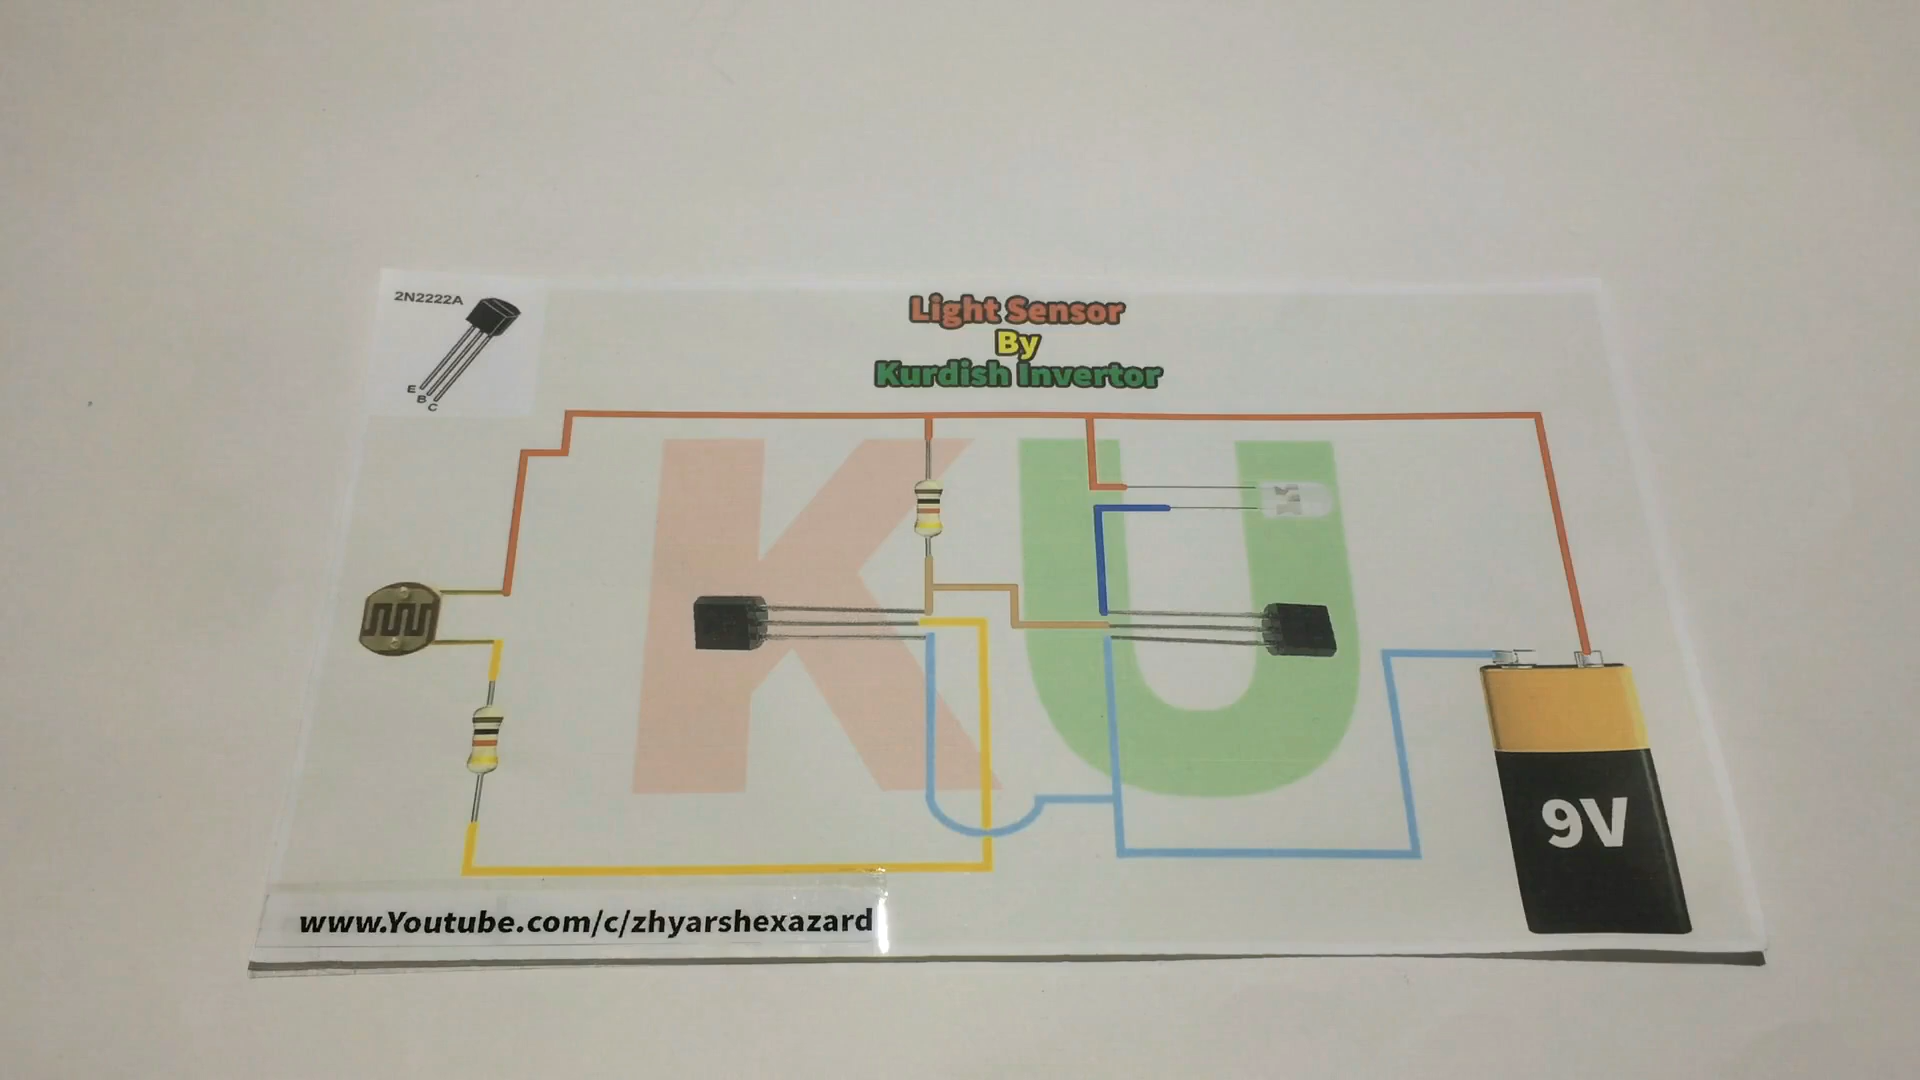 2N2222A
E
B
C
Light Sensor
By
Kurdish Invertor
KU
9V
www.Youtube.com/c/zhyarshexazard